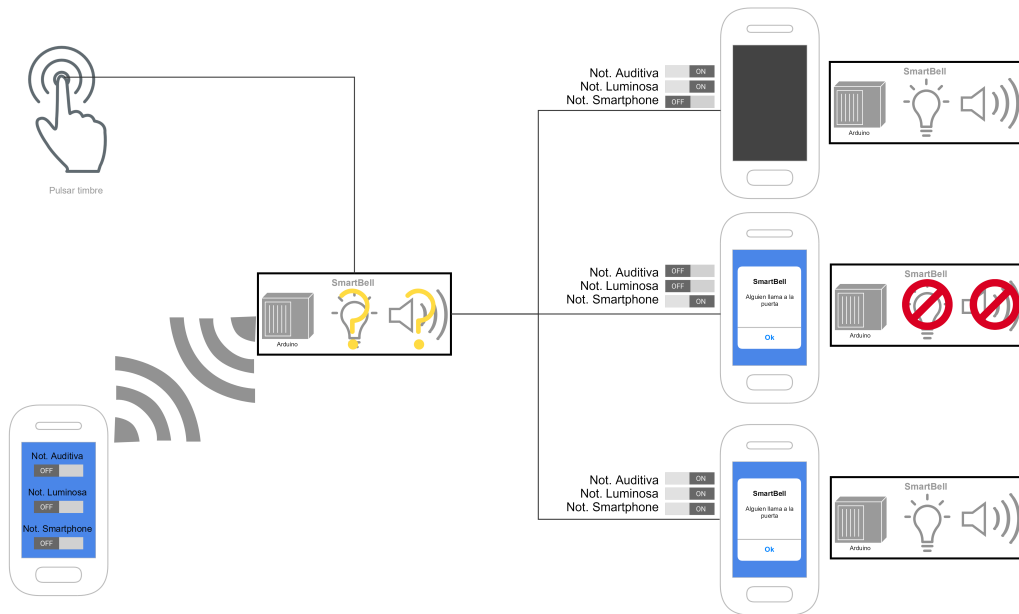 Pulsar timbre
SmartBell
Arduino
Not. Auditiva
OFF
Not. Luminosa
OFF
Not. Smartphone
OFF
Not. Auditiva ON
Not. Luminosa ON
Not. Smartphone OFF
SmartBell
Arduino
Not. Auditiva OFF
Not. Luminosa OFF
Not. Smartphone ON
SmartBell
Alguien llama a la
puerta
Ok
SmartBell
Arduino
Not. Auditiva ON
Not. Luminosa ON
Not. Smartphone ON
SmartBell
Alguien llama a la
puerta
Ok
SmartBell
Arduino